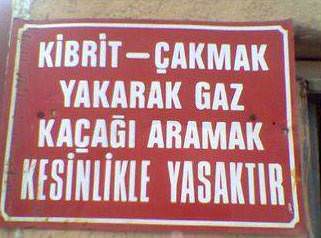 KİBRİT – ÇAKMAK
YAKARAK GAZ
KAÇAĞI ARAMAK
KESİNLİKLE YASAKTIR